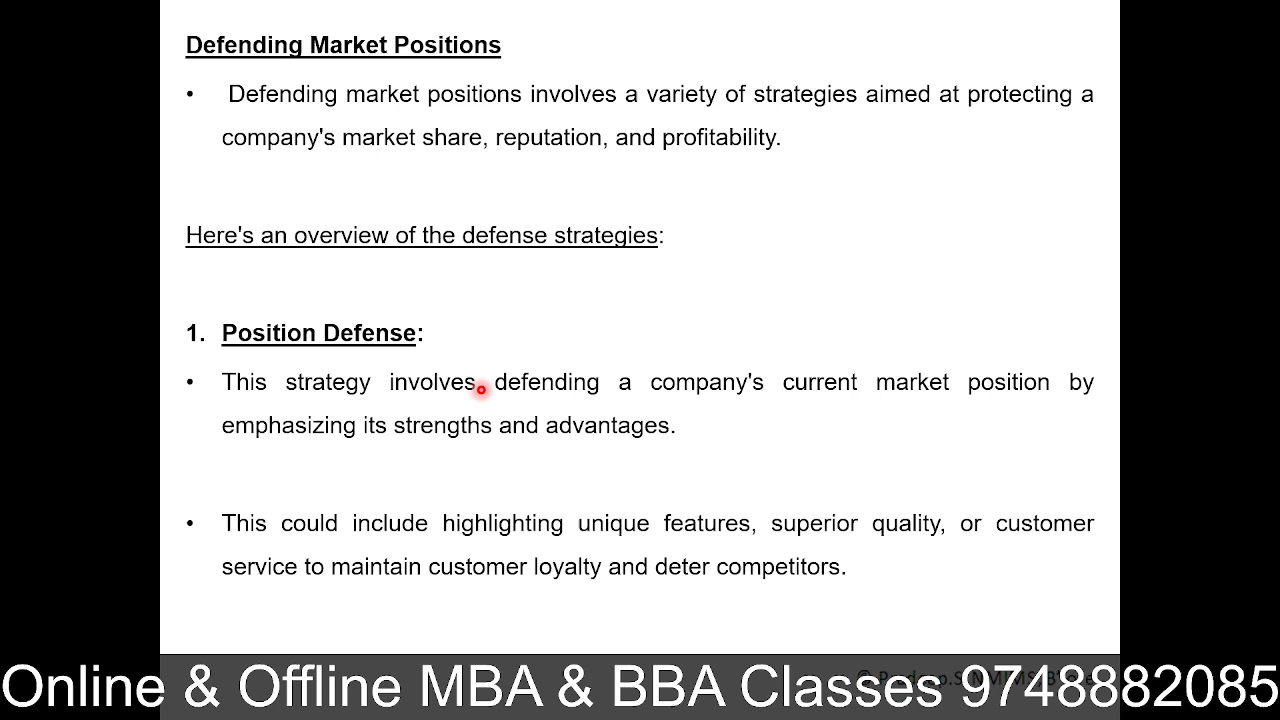 Defending Market Positions
• Defending market positions involves a variety of strategies aimed at protecting a
company's market share, reputation, and profitability.
Here's an overview of the defense strategies:
1. Position Defense:
• This strategy involves defending a company's current market position by
emphasizing its strengths and advantages.
• This could include highlighting unique features, superior quality, or customer
service to maintain customer loyalty and deter competitors.
Online & Offline MBA & BBA Classes 9748882085